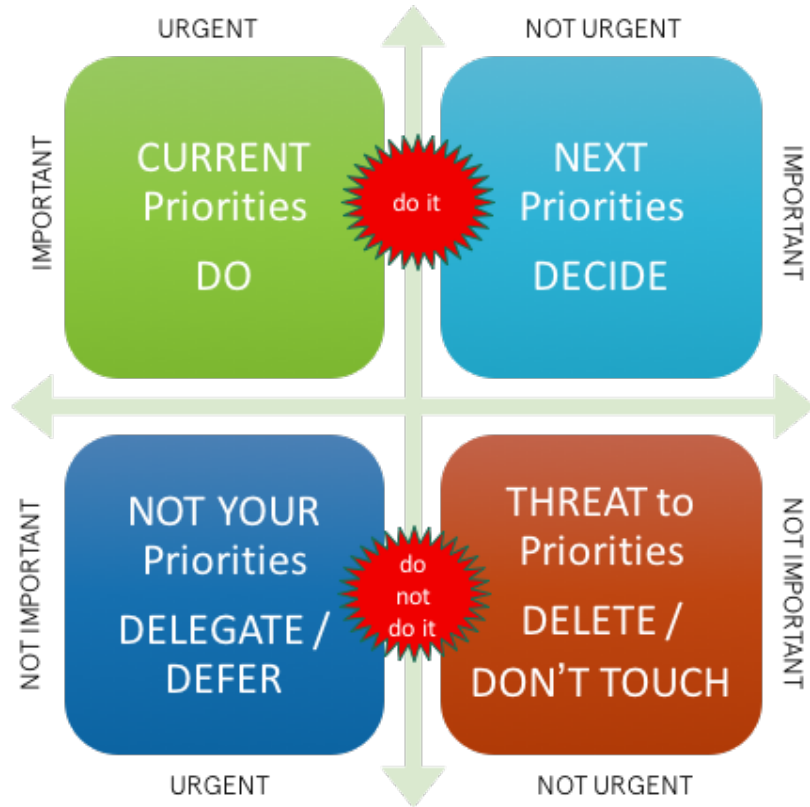 URGENT
NOT URGENT
IMPORTANT
CURRENT
Priorities
DO
do it
NEXT
Priorities
DECIDE
IMPORTANT
NOT IMPORTANT
NOT YOUR
Priorities
DELEGATE /
DEFER
do
not
do it
THREAT to
Priorities
DELETE /
DON'T TOUCH
NOT IMPORTANT
URGENT
NOT URGENT